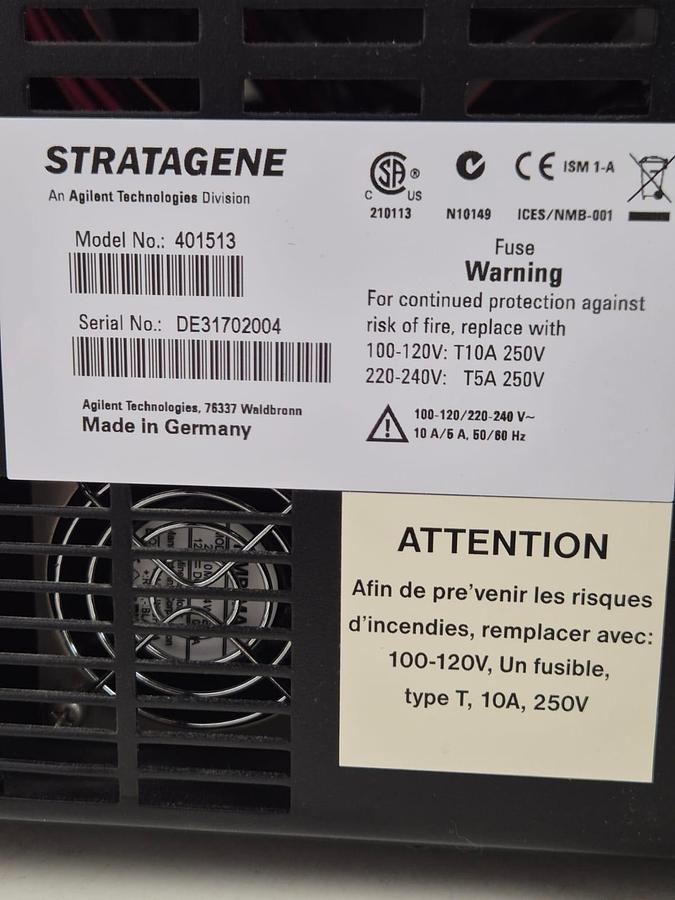 STRATAGENE
An Agilent Technologies Division
Model No.: 401513
Serial No.: DE31702004
Agilent Technologies, 76337 Waldbronn
Made in Germany
SA ®
C US
210113
N10149
CE ISM 1-A
ICES/NMB-001
Fuse
Warning
For continued protection against
risk of fire, replace with
100-120V: T10A 250V
220-240V: T5A 250V
100-120/220-240 V~
10 A/5 A, 50/60 Hz
ATTENTION
Afin de pre'venir les risques
d'incendies, remplacer avec:
100-120V, Un fusible,
type T, 10A, 250V